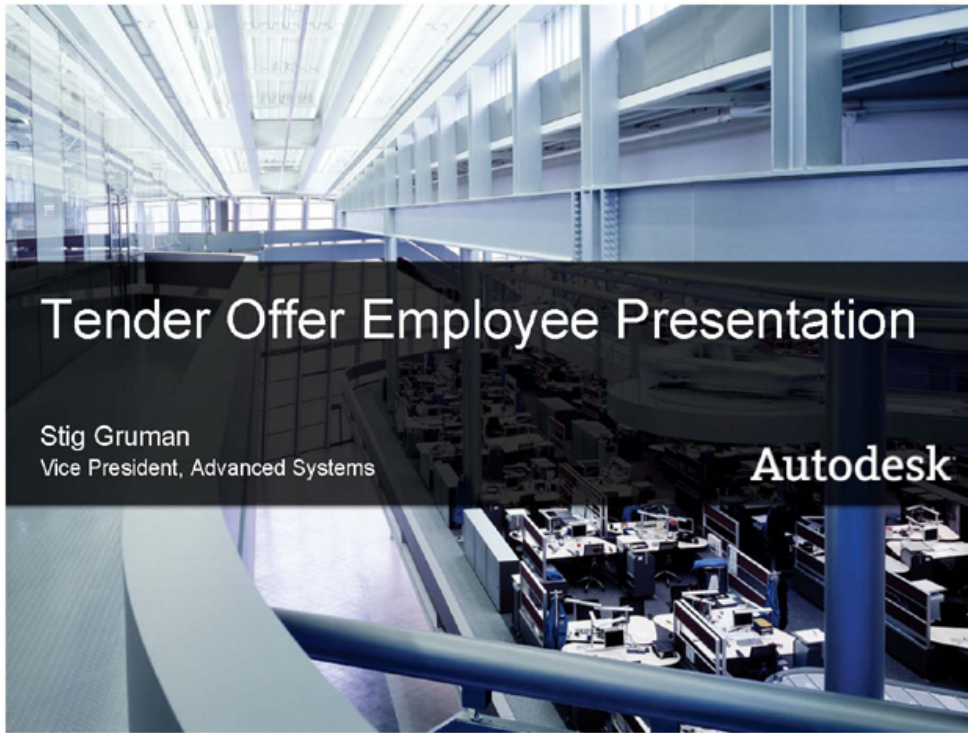 Tender Offer Employee Presentation
Stig Gruman
Vice President, Advanced Systems
Autodesk